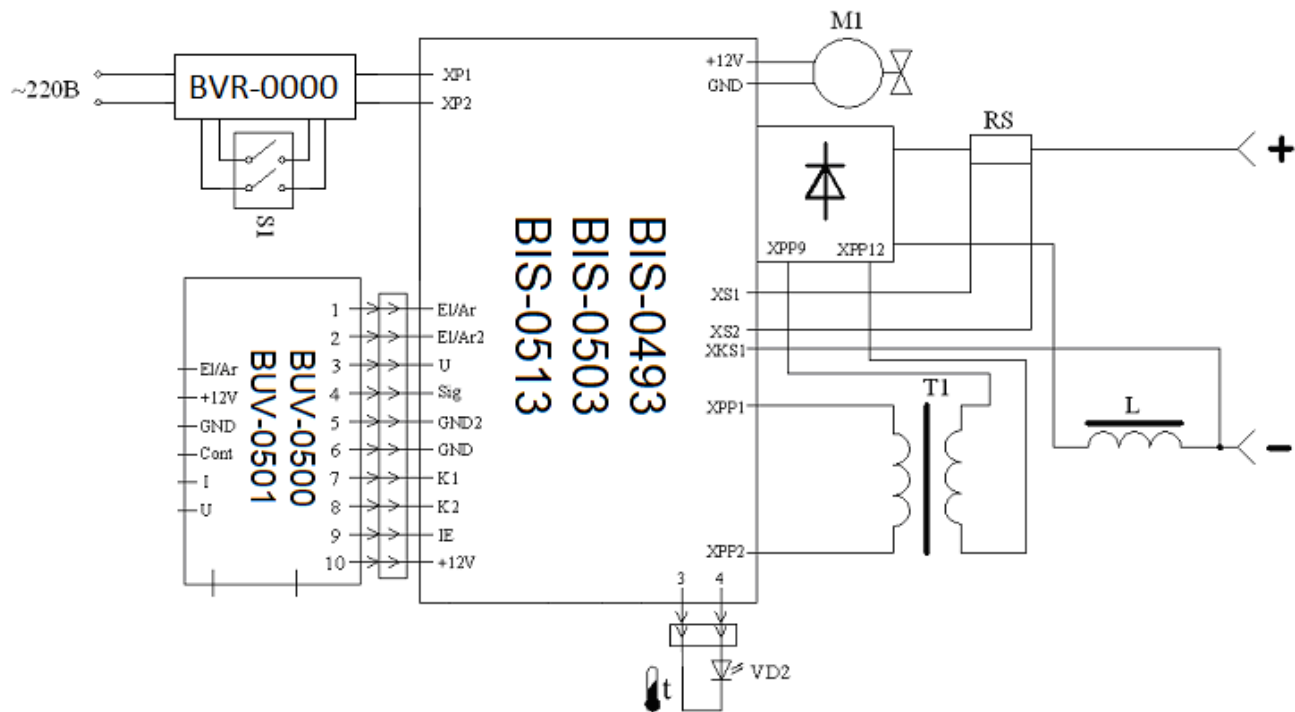 ~220В
BVR-0000
S1
XP1
XP2
+12V
GND
M1
RS
+
XPP9
XPP12
XS1
XS2
XKS1
BIS-0493
BIS-0503
BIS-0513
BUV-0500
BUV-0501
El/Ar
+12V
GND
Cont
I
U
1 El/Ar
2 El/Ar2
3 U
4 Sig
5 GND2
6 GND
7 K1
8 K2
9 IE
10 +12V
XPP1
XPP2
T1
L
-
3 4
t
VD2